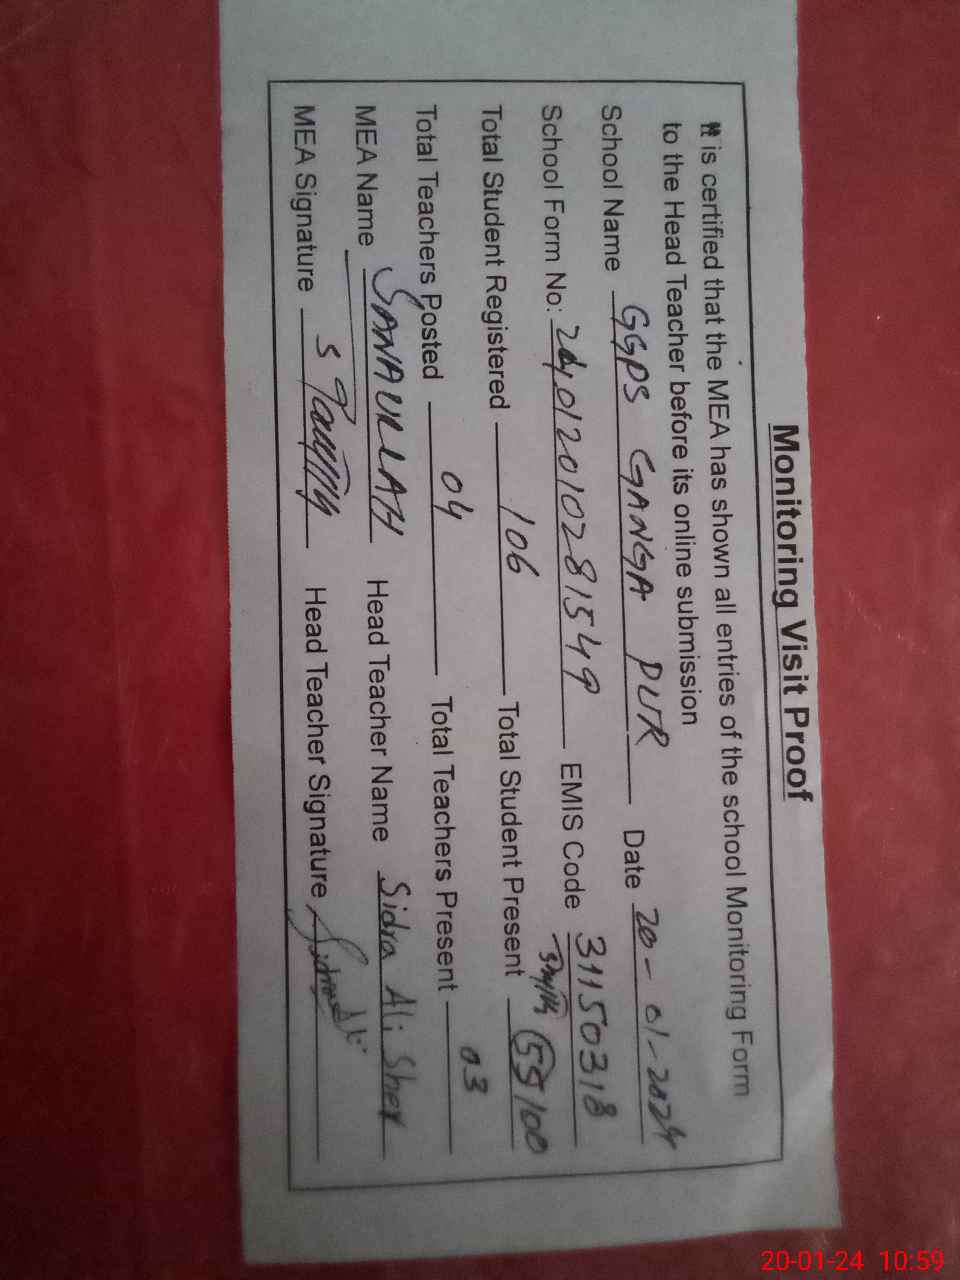 Monitoring Visit Proof
It is certified that the MEA has shown all entries of the school Monitoring Form
to the Head Teacher before its online submission
School Name GGPS GANGA PUR Date 20-01-2024
School Form No: 24012010281549 EMIS Code 31150318
Total Student Registered 106 Total Student Present 55 100
Total Teachers Posted 04 Total Teachers Present 03
MEA Name SANAULLAH Head Teacher Name Sidra Ali Sher
MEA Signature Head Teacher Signature Sidra Ali
20-01-24 10:59